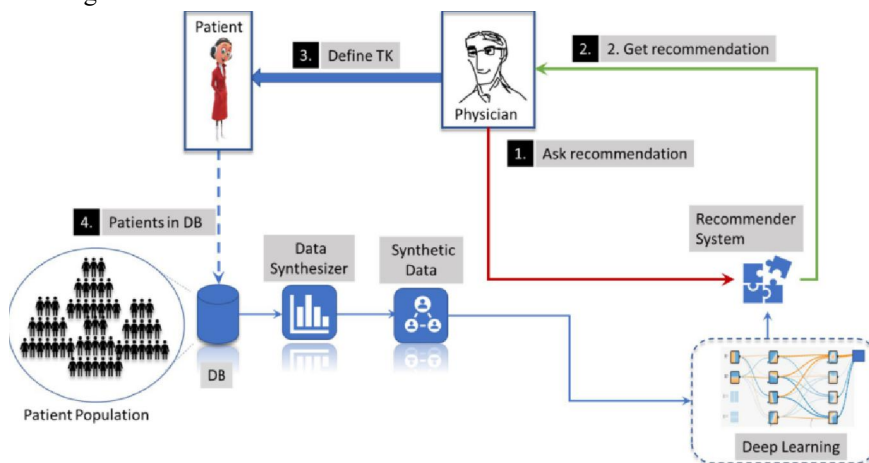 Patient
3. Define TK
2. 2. Get recommendation
Physician
1. Ask recommendation
4. Patients in DB
Data
Synthesizer
Synthetic
Data
Recommender
System
DB
Patient Population
Deep Learning